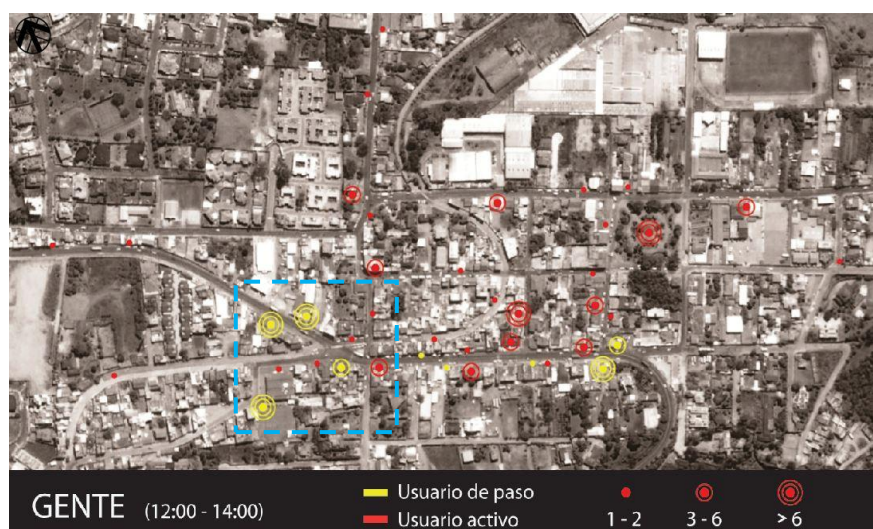 GENTE (12:00 - 14:00)
Usuario de paso
Usuario activo
1 - 2
3 - 6
> 6